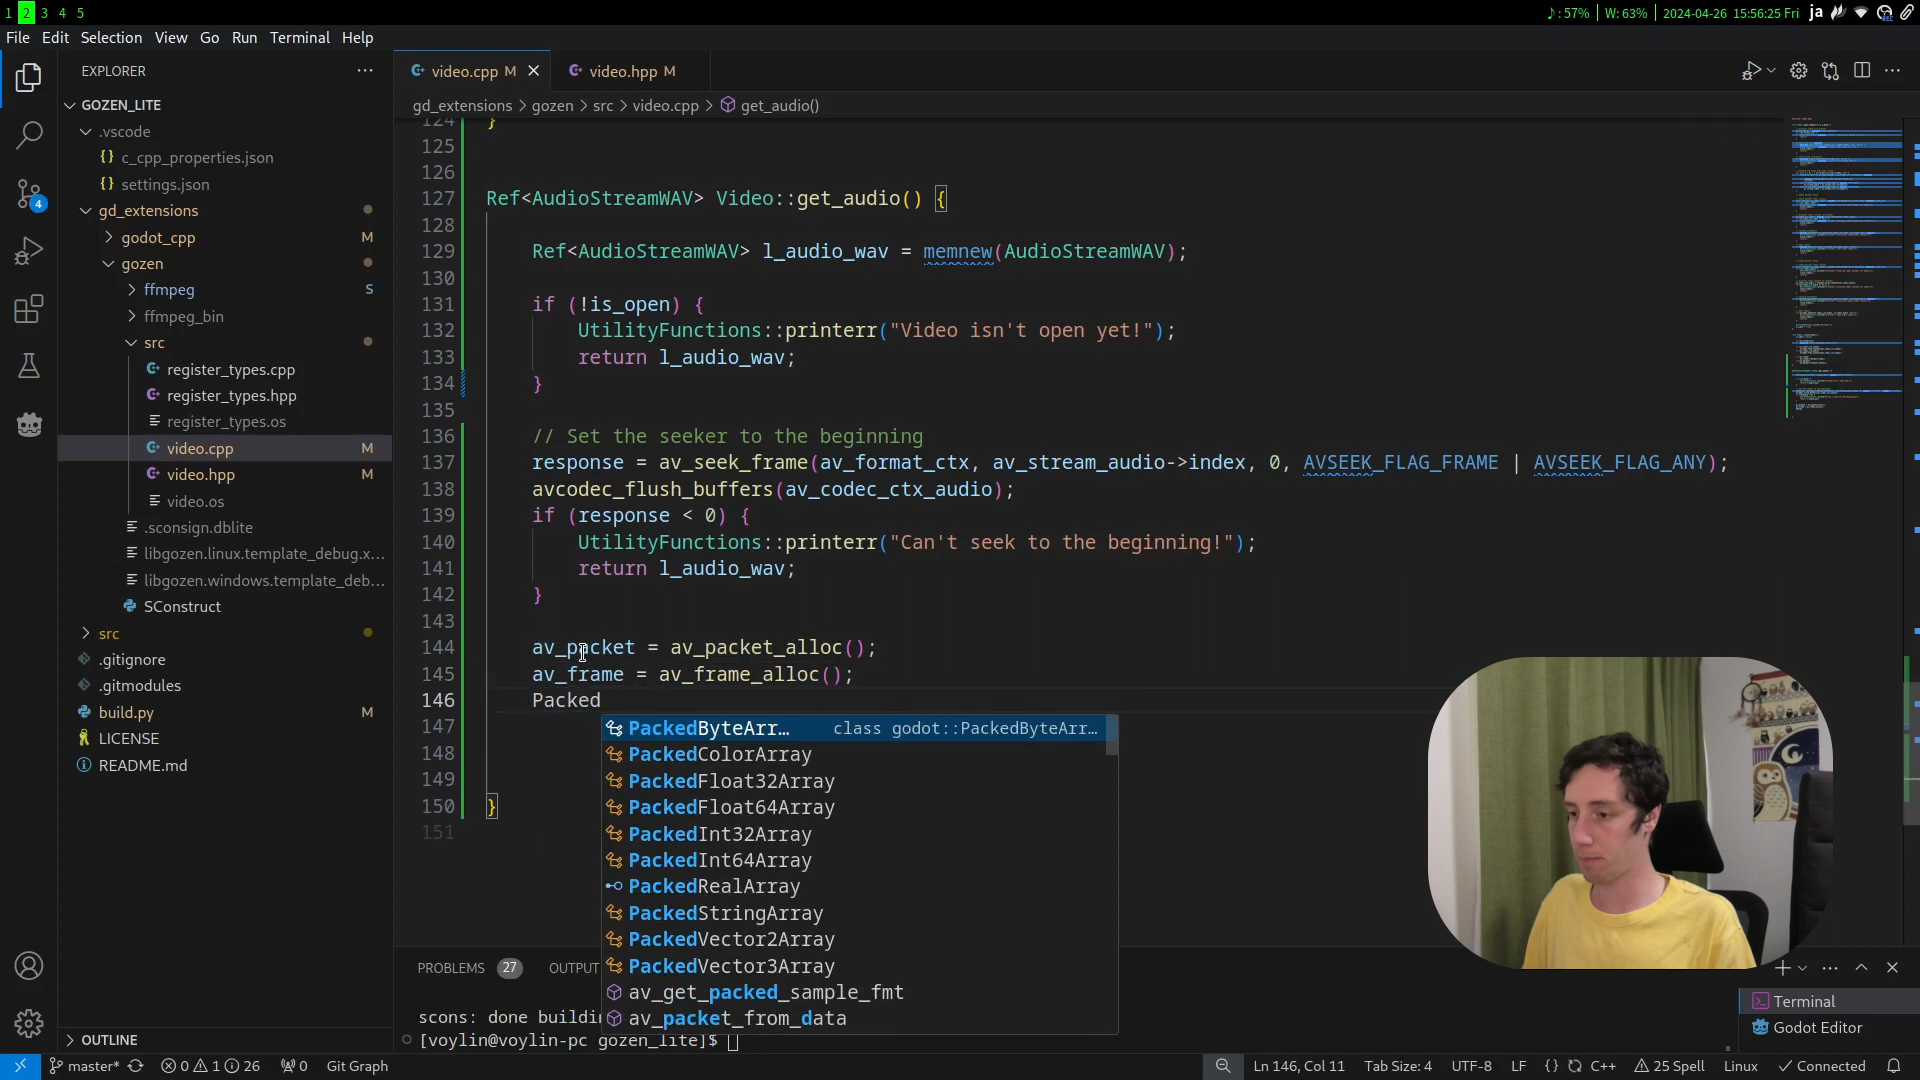 1 2 3 4 5
♪: 57% | W: 63% | 2024-04-26 15:56:25 Fri ja
File Edit Selection View Go Run Terminal Help
EXPLORER ...
GOZEN_LITE
.vscode
{} c_cpp_properties.json
{} settings.json
gd_extensions
godot_cpp M
gozen
ffmpeg S
ffmpeg_bin
src
register_types.cpp
register_types.hpp
register_types.os
video.cpp M
video.hpp M
video.os
.sconsign.dblite
libgozen.linux.template_debug.x...
libgozen.windows.template_deb...
SConstruct
src
.gitignore
.gitmodules
build.py M
LICENSE
README.md
OUTLINE
4
video.cpp M
video.hpp M
gd_extensions > gozen > src > video.cpp > get_audio()
124 }
125
126
127 Ref<AudioStreamWAV> Video::get_audio() {
128
129 Ref<AudioStreamWAV> l_audio_wav = memnew(AudioStreamWAV);
130
131 if (!is_open) {
132 UtilityFunctions::printerr("Video isn't open yet!");
133 return l_audio_wav;
134 }
135
136 // Set the seeker to the beginning
137 response = av_seek_frame(av_format_ctx, av_stream_audio->index, 0, AVSEEK_FLAG_FRAME | AVSEEK_FLAG_ANY);
138 avcodec_flush_buffers(av_codec_ctx_audio);
139 if (response < 0) {
140 UtilityFunctions::printerr("Can't seek to the beginning!");
141 return l_audio_wav;
142 }
143
144 av_packet = av_packet_alloc();
145 av_frame = av_frame_alloc();
146 Packed
147
148
149
150 }
151
PackedByteArr... class godot::PackedByteArr...
PackedColorArray
PackedFloat32Array
PackedFloat64Array
PackedInt32Array
PackedInt64Array
PackedRealArray
PackedStringArray
PackedVector2Array
PackedVector3Array
av_get_packed_sample_fmt
av_packet_from_data
PROBLEMS 27 OUTPUT
scons: done buildin
[voylin@voylin-pc gozen_lite]$
Terminal
Godot Editor
master* 0 1 26 0 Git Graph
Ln 146, Col 11 Tab Size: 4 UTF-8 LF {} C++ 25 Spell Linux Connected